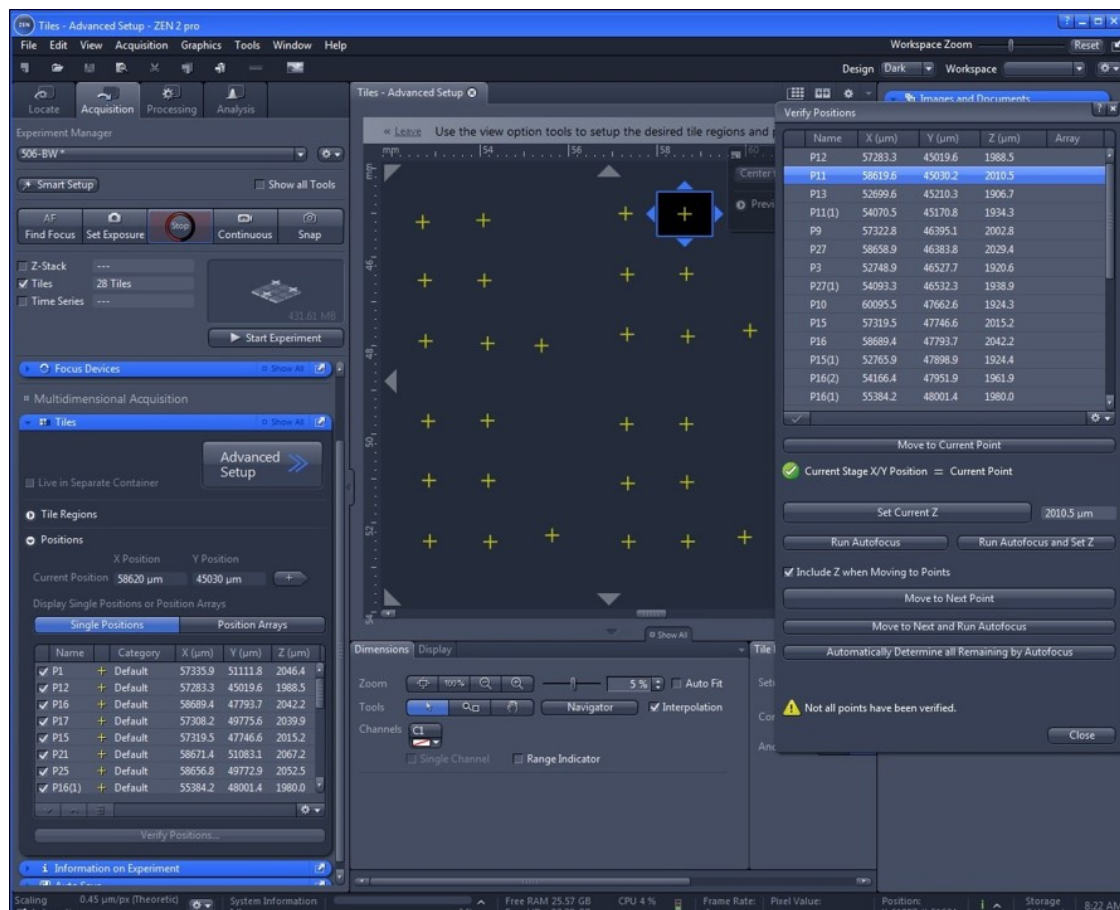 ZEN Tiles - Advanced Setup - ZEN 2 pro
File Edit View Acquisition Graphics Tools Window Help
Workspace Zoom Reset
Design Dark Workspace
Locate Acquisition Processing Analysis
Experiment Manager
506-BW *
Smart Setup Show all Tools
AF
Find Focus Set Exposure Stop Continuous Snap
Z-Stack ---
Tiles 28 Tiles
Time Series ---
431.61 MB
Start Experiment
Focus Devices Show All
Multidimensional Acquisition
Tiles Show All
Advanced
Setup
Live in Separate Container
Tile Regions
Positions
X Position Y Position
Current Position 58620 µm 45030 µm +
Display Single Positions or Position Arrays
Single Positions Position Arrays
Name Category X (µm) Y (µm) Z (µm)
P1 Default 57335.9 51111.8 2046.4
P12 Default 57283.3 45019.6 1988.5
P16 Default 58689.4 47793.7 2042.2
P17 Default 57308.2 49775.6 2039.9
P15 Default 57319.5 47746.6 2015.2
P21 Default 58671.4 51083.1 2067.2
P25 Default 58656.8 49772.9 2052.5
P16(1) Default 55384.2 48001.4 1980.0
Verify Positions...
Information on Experiment
Auto Save
Tiles - Advanced Setup
« Leave Use the view option tools to setup the desired tile regions and
mm 54 56 58 60
mm
46
48
50
52
54
Center
Previ
Show All
Dimensions Display
Zoom 100% 5 % Auto Fit
Tools Navigator Interpolation
Channels C1
Single Channel Range Indicator
Tile
Images and Documents
Verify Positions
Name X (µm) Y (µm) Z (µm) Array
P12 57283.3 45019.6 1988.5
P11 58619.6 45030.2 2010.5
P13 52699.6 45210.3 1906.7
P11(1) 54070.5 45170.8 1934.3
P9 57322.8 46395.1 2002.8
P27 58658.9 46383.8 2029.4
P3 52748.9 46527.7 1920.6
P27(1) 54093.3 46532.3 1938.9
P10 60095.5 47662.6 1924.3
P15 57319.5 47746.6 2015.2
P16 58689.4 47793.7 2042.2
P15(1) 52765.9 47898.9 1924.4
P16(2) 54166.4 47951.9 1961.9
P16(1) 55384.2 48001.4 1980.0
Move to Current Point
Current Stage X/Y Position = Current Point
Set Current Z 2010.5 µm
Run Autofocus Run Autofocus and Set Z
Include Z when Moving to Points
Move to Next Point
Move to Next and Run Autofocus
Automatically Determine all Remaining by Autofocus
Not all points have been verified.
Close
Scaling 0.45 µm/px (Theoretic) System Information Free RAM 25.57 GB CPU 4 % Frame Rate: Pixel Value: Position: Storage 8:22 AM